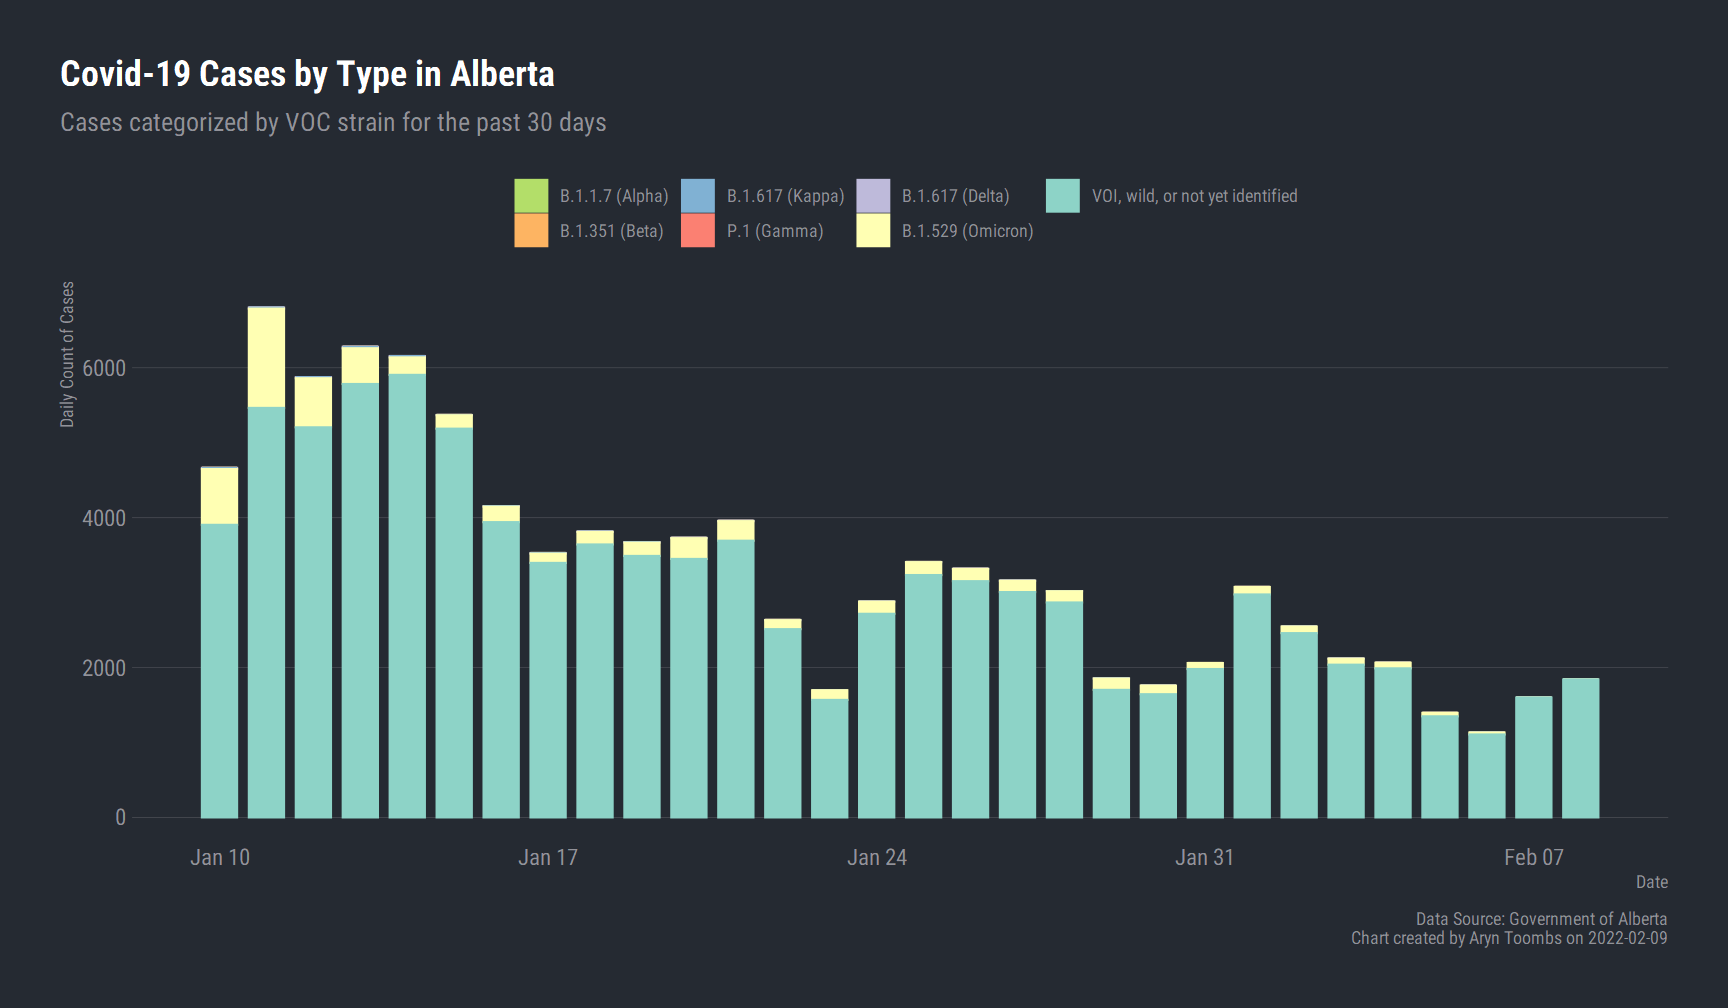 Covid-19 Cases by Type in Alberta
Cases categorized by VOC strain for the past 30 days
B.1.1.7 (Alpha) B.1.617 (Kappa) B.1.617 (Delta) VOI, wild, or not yet identified
B.1.351 (Beta) P.1 (Gamma) B.1.529 (Omicron)
Daily Count of Cases
6000
4000
2000
0
Jan 10 Jan 17 Jan 24 Jan 31 Feb 07
Date
Data Source: Government of Alberta
Chart created by Aryn Toombs on 2022-02-09